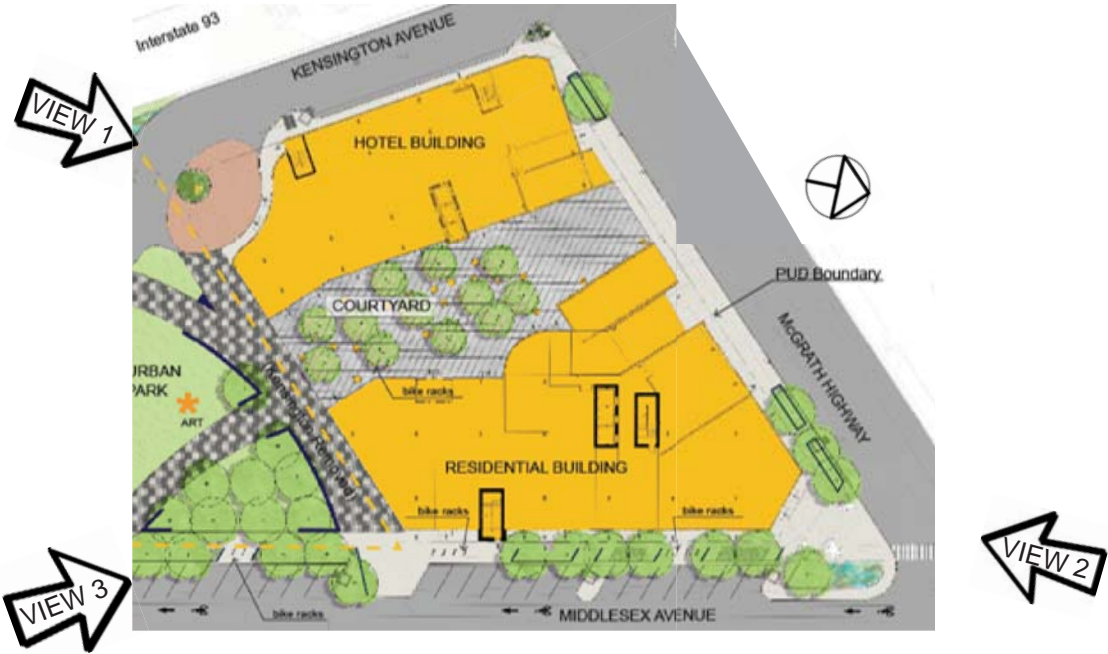 Interstate 93
KENSINGTON AVENUE
VIEW 1
HOTEL BUILDING
PUD Boundary
COURTYARD
McGRATH HIGHWAY
URBAN
PARK
ART
bike racks
(Kensington Remnant)
RESIDENTIAL BUILDING
bike racks
bike racks
VIEW 2
VIEW 3
bike racks
MIDDLESEX AVENUE